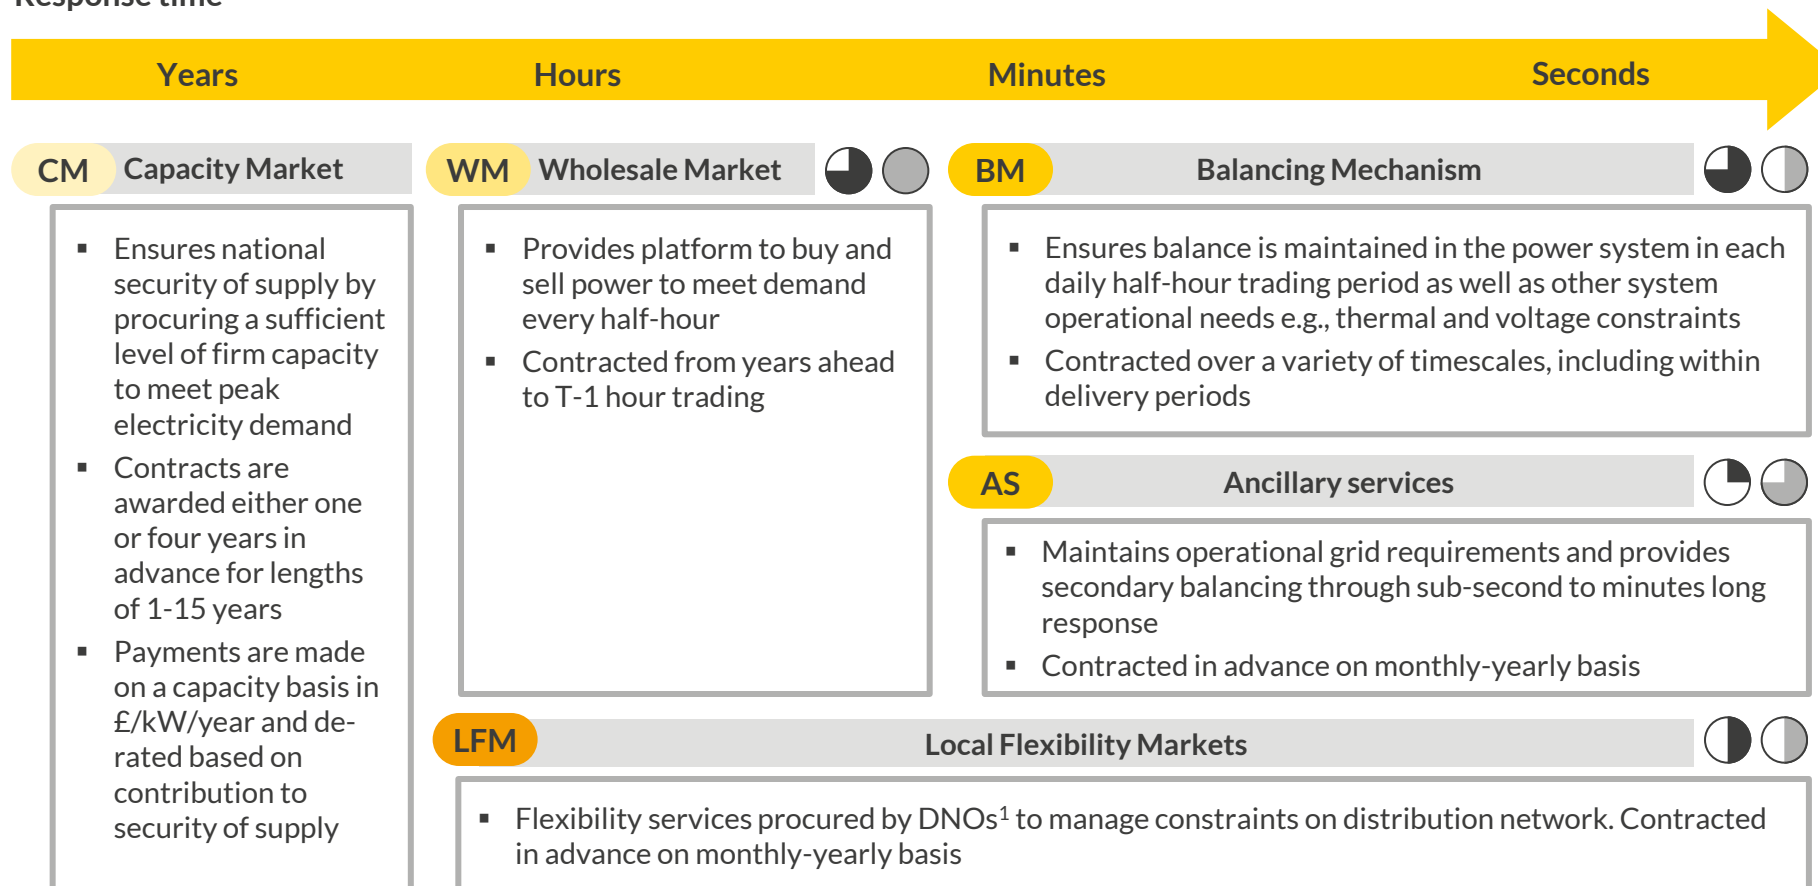 Response time
Years Hours Minutes Seconds
CM Capacity Market
▪ Ensures national
security of supply by
procuring a sufficient
level of firm capacity
to meet peak
electricity demand
▪ Contracts are
awarded either one
or four years in
advance for lengths
of 1-15 years
▪ Payments are made
on a capacity basis in
£/kW/year and de-
rated based on
contribution to
security of supply
WM Wholesale Market
▪ Provides platform to buy and
sell power to meet demand
every half-hour
▪ Contracted from years ahead
to T-1 hour trading
BM Balancing Mechanism
▪ Ensures balance is maintained in the power system in each
daily half-hour trading period as well as other system
operational needs e.g., thermal and voltage constraints
▪ Contracted over a variety of timescales, including within
delivery periods
AS Ancillary services
▪ Maintains operational grid requirements and provides
secondary balancing through sub-second to minutes long
response
▪ Contracted in advance on monthly-yearly basis
LFM Local Flexibility Markets
▪ Flexibility services procured by DNOs¹ to manage constraints on distribution network. Contracted
in advance on monthly-yearly basis